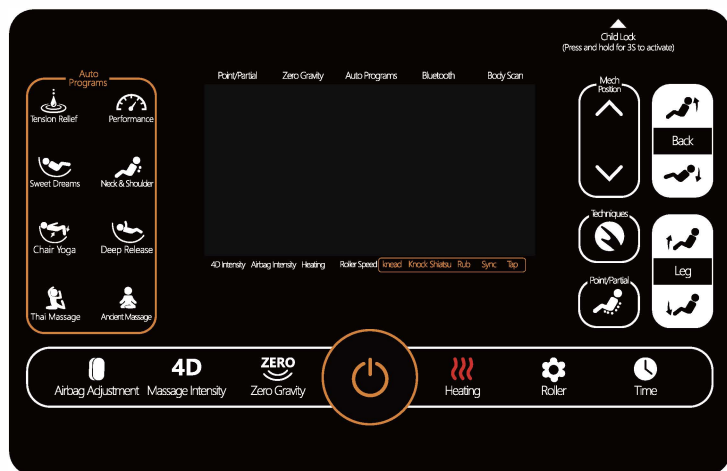 Child Lock
(Press and hold for 3S to activate)
Auto
Programs
Tension Relief
Performance
Sweet Dreams
Neck & Shoulder
Chair Yoga
Deep Release
Thai Massage
Ancient Massage
Point/Partial Zero Gravity Auto Programs Bluetooth Body Scan
4D Intensity Airbag Intensity Heating Roller Speed knead Knock Shiatsu Rub Sync Tap
Mech
Position
Back
Techniques
Point/Partial
Leg
Airbag Adjustment
4D
Massage Intensity
ZERO
Zero Gravity
Heating
Roller
Time